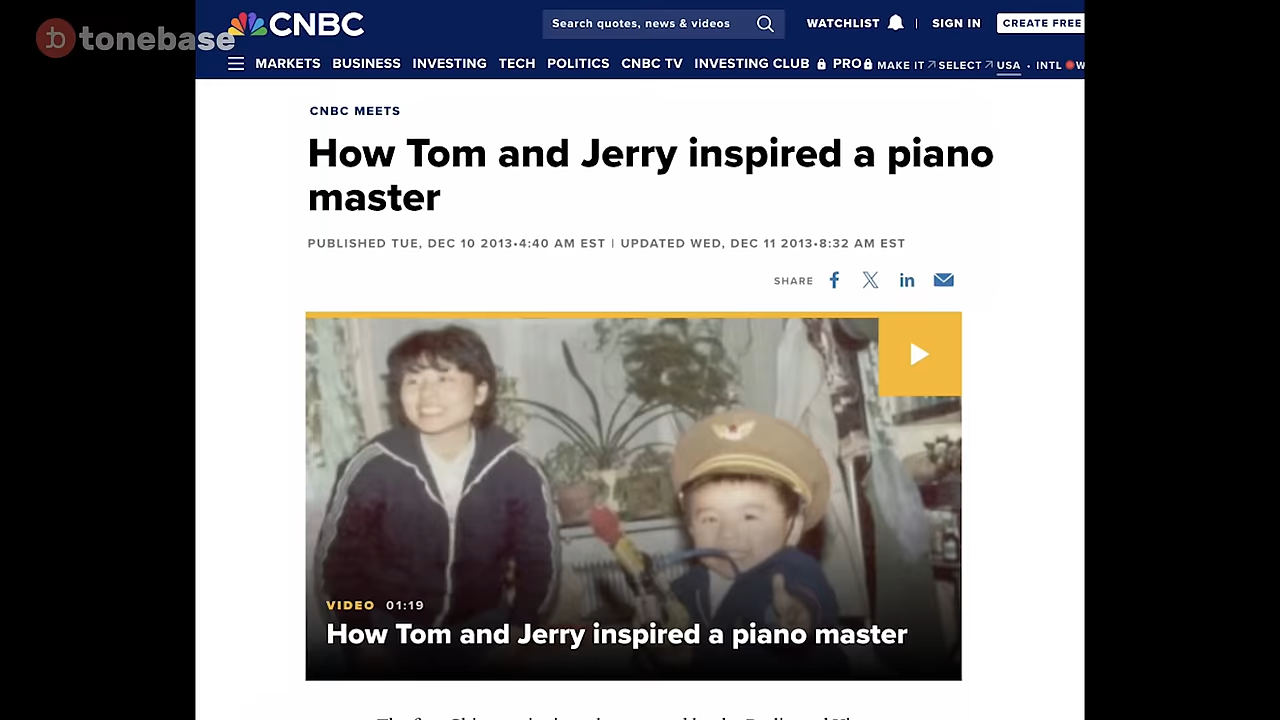 tonebase
CNBC
Search quotes, news & videos
WATCHLIST
SIGN IN
CREATE FREE
MARKETS BUSINESS INVESTING TECH POLITICS CNBC TV INVESTING CLUB PRO MAKE IT SELECT USA • INTL W
CNBC MEETS
How Tom and Jerry inspired a piano
master
PUBLISHED TUE, DEC 10 2013•4:40 AM EST | UPDATED WED, DEC 11 2013•8:32 AM EST
SHARE
VIDEO 01:19
How Tom and Jerry inspired a piano master